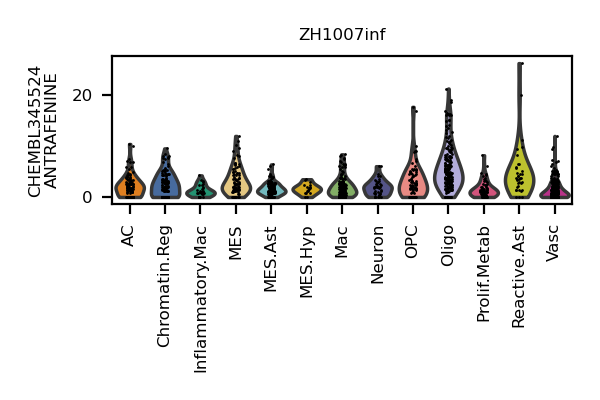 ZH1007inf
CHEMBL345524
ANTRAFENINE
20
0
AC
Chromatin.Reg
Inflammatory.Mac
MES
MES.Ast
MES.Hyp
Mac
Neuron
OPC
Oligo
Prolif.Metab
Reactive.Ast
Vasc